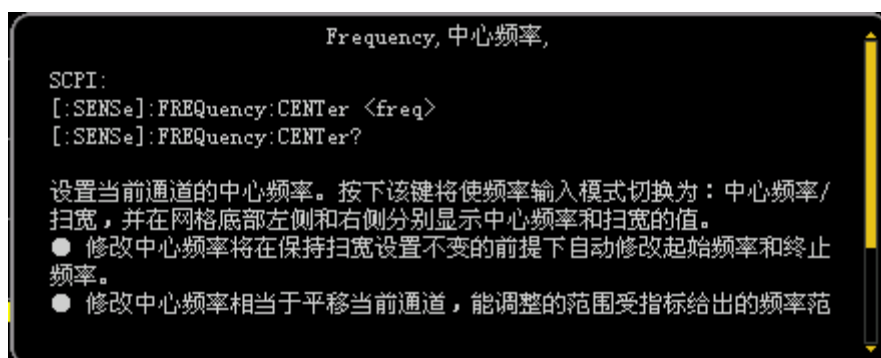 Frequency, 中心频率,
SCPI:
[:SENSe]:FREQuency:CENTer <freq>
[:SENSe]:FREQuency:CENTer?
设置当前通道的中心频率。按下该键将使频率输入模式切换为：中心频率/
扫宽，并在网格底部左侧和右侧分别显示中心频率和扫宽的值。
● 修改中心频率将在保持扫宽设置不变的前提下自动修改起始频率和终止
频率。
● 修改中心频率相当于平移当前通道，能调整的范围受指标给出的频率范